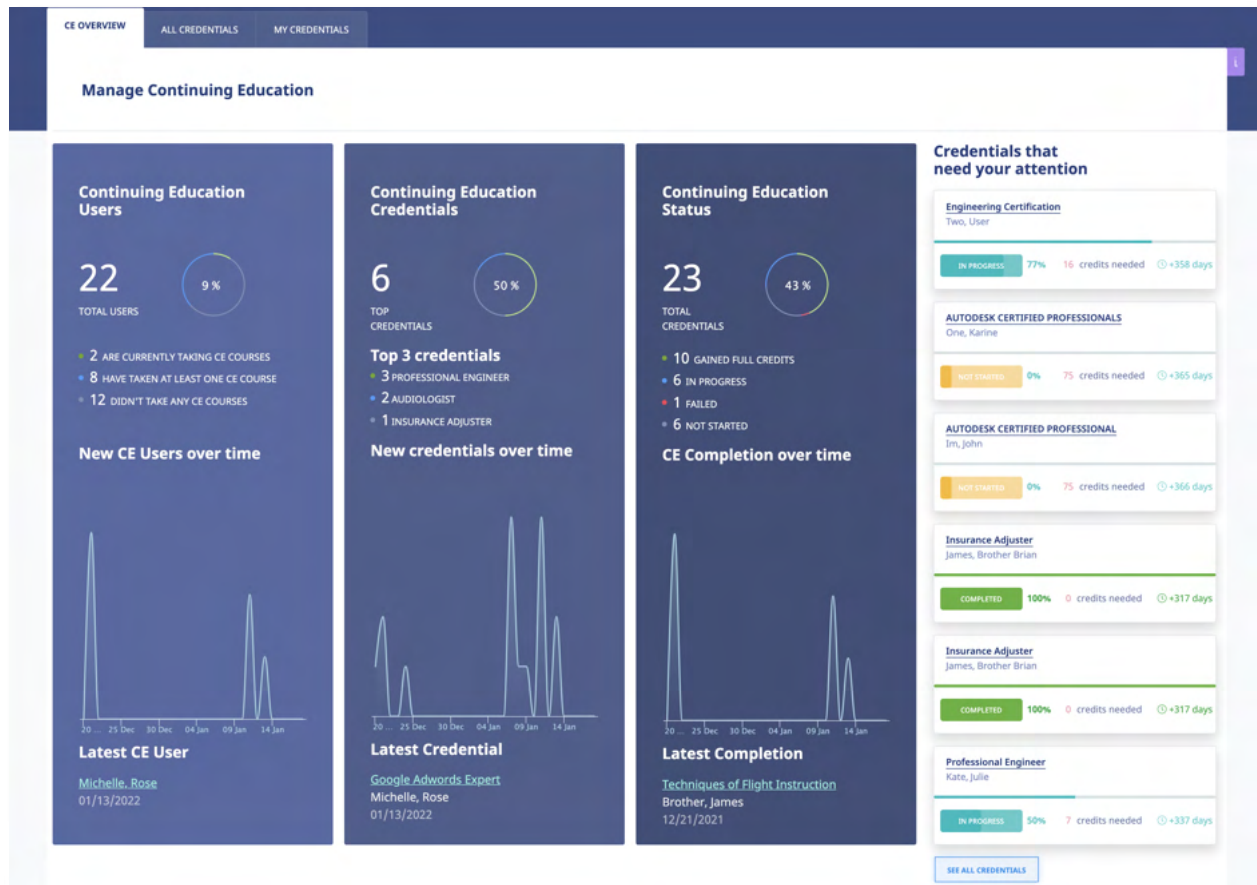 CE OVERVIEW
ALL CREDENTIALS
MY CREDENTIALS
i
Manage Continuing Education
Continuing Education
Users
22
9 %
TOTAL USERS
2 ARE CURRENTLY TAKING CE COURSES
8 HAVE TAKEN AT LEAST ONE CE COURSE
12 DIDN'T TAKE ANY CE COURSES
New CE Users over time
20 ...
25 Dec
30 Dec
04 Jan
09 Jan
14 Jan
Latest CE User
Michelle, Rose
01/13/2022
Continuing Education
Credentials
6
50 %
TOP
CREDENTIALS
Top 3 credentials
3 PROFESSIONAL ENGINEER
2 AUDIOLOGIST
1 INSURANCE ADJUSTER
New credentials over time
20 ...
25 Dec
30 Dec
04 Jan
09 Jan
14 Jan
Latest Credential
Google Adwords Expert
Michelle, Rose
01/13/2022
Continuing Education
Status
23
43 %
TOTAL
CREDENTIALS
10 GAINED FULL CREDITS
6 IN PROGRESS
1 FAILED
6 NOT STARTED
CE Completion over time
20 ...
25 Dec
30 Dec
04 Jan
09 Jan
14 Jan
Latest Completion
Techniques of Flight Instruction
Brother, James
12/21/2021
Credentials that
need your attention
Engineering Certification
Two, User
IN PROGRESS 77% 16 credits needed +358 days
AUTODESK CERTIFIED PROFESSIONALS
One, Karine
NOT STARTED 0% 75 credits needed +365 days
AUTODESK CERTIFIED PROFESSIONAL
Im, John
NOT STARTED 0% 75 credits needed +366 days
Insurance Adjuster
James, Brother Brian
COMPLETED 100% 0 credits needed +317 days
Insurance Adjuster
James, Brother Brian
COMPLETED 100% 0 credits needed +317 days
Professional Engineer
Kate, Julie
IN PROGRESS 50% 7 credits needed +337 days
SEE ALL CREDENTIALS